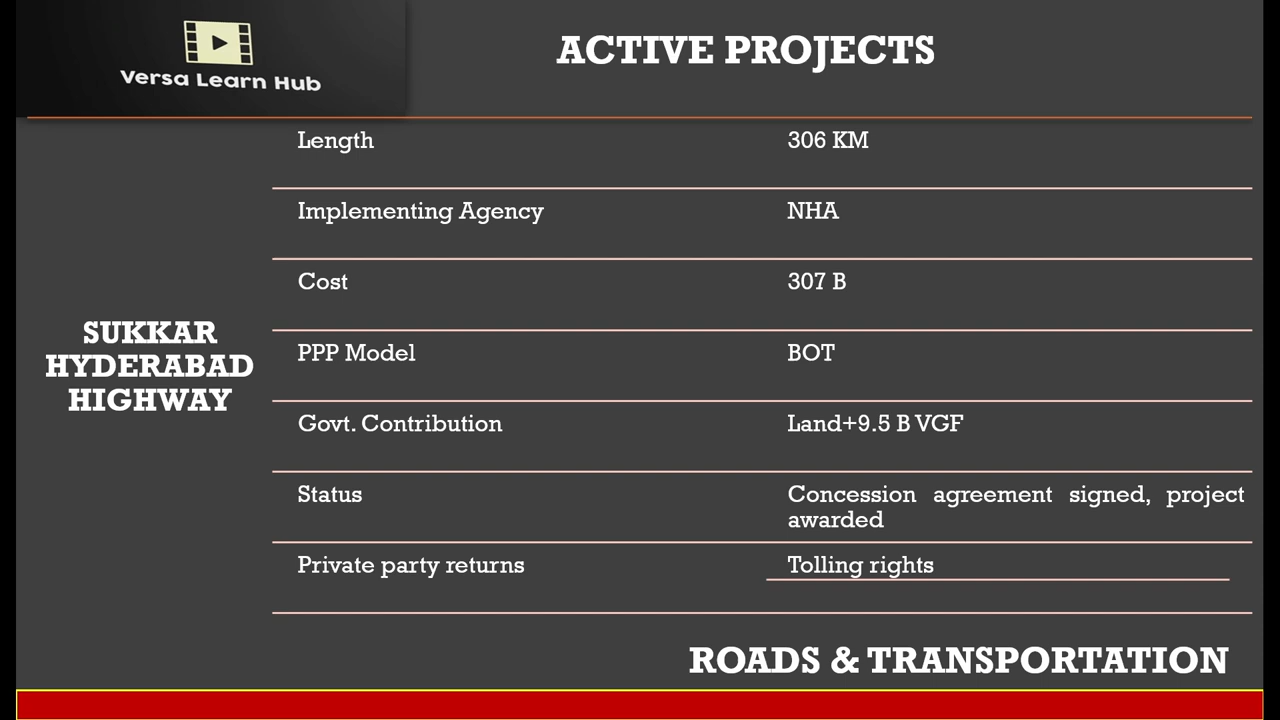 Versa Learn Hub
ACTIVE PROJECTS
Length 306 KM
Implementing Agency NHA
Cost 307 B
PPP Model BOT
Govt. Contribution Land+9.5 B VGF
Status Concession agreement signed, project
awarded
Private party returns Tolling rights
SUKKAR
HYDERABAD
HIGHWAY
ROADS & TRANSPORTATION